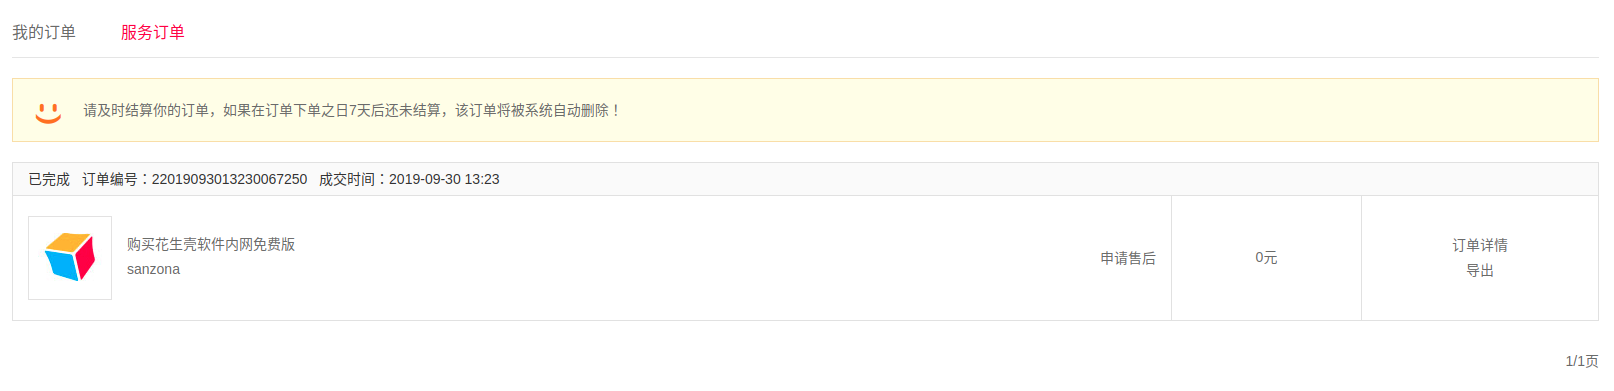 我的订单 服务订单
请及时结算你的订单，如果在订单下单之日7天后还未结算，该订单将被系统自动删除！
已完成 订单编号：22019093013230067250 成交时间：2019-09-30 13:23
购买花生壳软件内网免费版
sanzona
申请售后
0元
订单详情
导出
1/1页